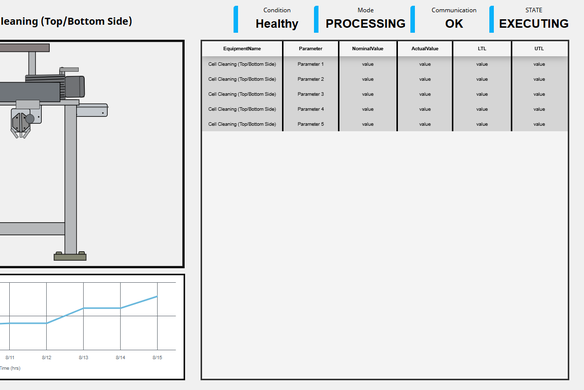 leaning (Top/Bottom Side)
Condition
Healthy
Mode
PROCESSING
Communication
OK
STATE
EXECUTING
EquipmentName Parameter NominalValue ActualValue LTL UTL
Cell Cleaning (Top/Bottom Side) Parameter 1 value value value value
Cell Cleaning (Top/Bottom Side) Parameter 2 value value value value
Cell Cleaning (Top/Bottom Side) Parameter 3 value value value value
Cell Cleaning (Top/Bottom Side) Parameter 4 value value value value
Cell Cleaning (Top/Bottom Side) Parameter 5 value value value value
8/11 8/12 8/13 8/14 8/15
Time (hrs)